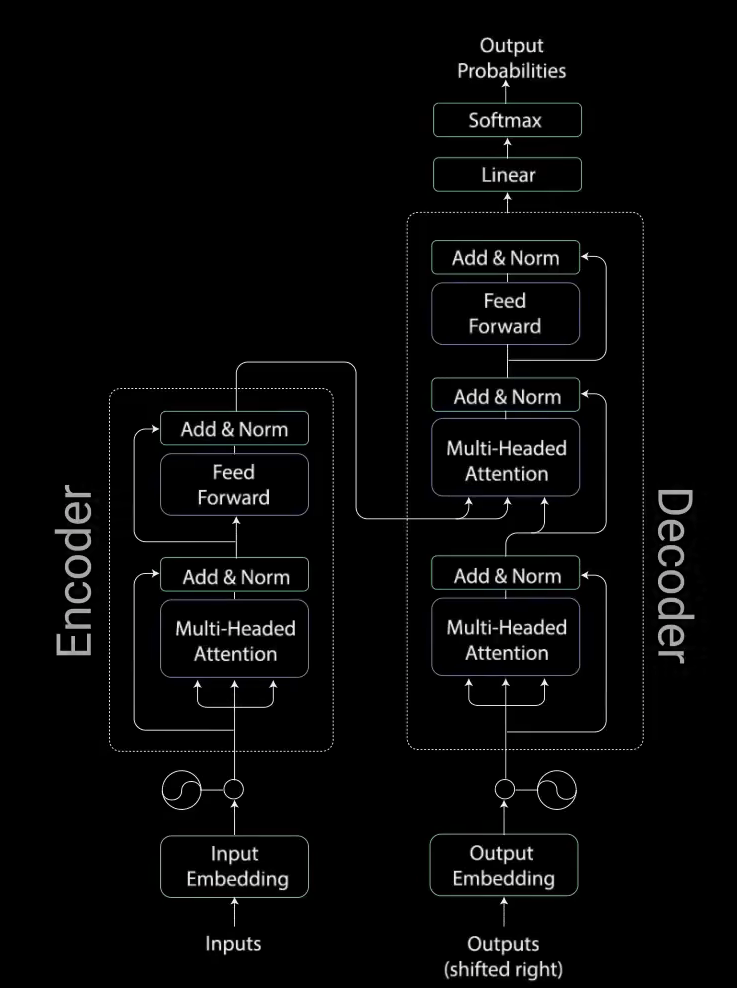 Output
Probabilities
Softmax
Linear
Add & Norm
Feed
Forward
Add & Norm
Multi-Headed
Attention
Add & Norm
Multi-Headed
Attention
Decoder
Output
Embedding
Outputs
(shifted right)
Encoder
Add & Norm
Feed
Forward
Add & Norm
Multi-Headed
Attention
Input
Embedding
Inputs